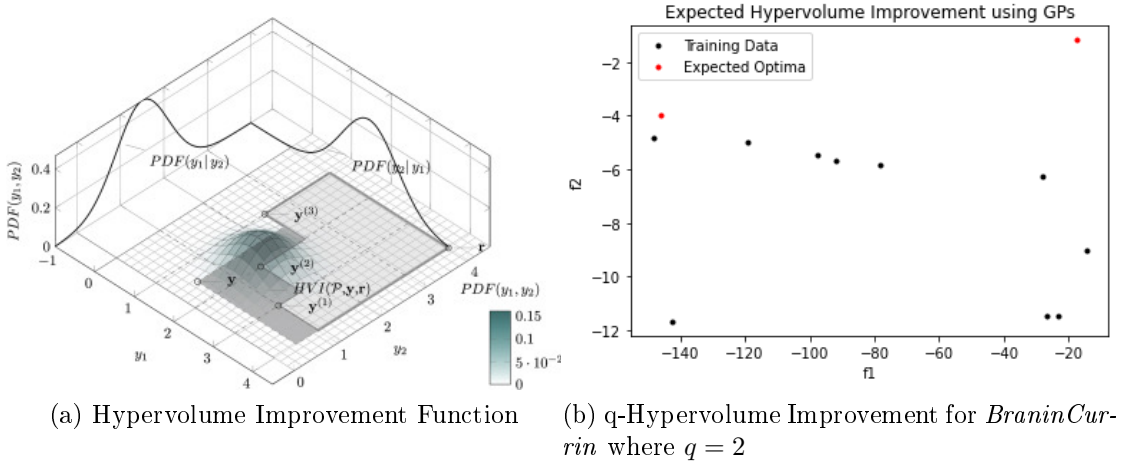 Expected Hypervolume Improvement using GPs
Training Data
Expected Optima
−2
−4
−6
−8
−10
−12
f2
−140
−120
−100
−80
−60
−40
−20
f1
PDF(y₁,y₂)
0.4
0.2
0
−1
0
1
2
3
4
y₁
0
1
2
3
4
y₂
PDF(y₁|y₂)
PDF(y₂|y₁)
y⁽³⁾
r
y⁽²⁾
y
HVI(P,y,r)
y⁽¹⁾
PDF(y₁,y₂)
0.15
0.1
5·10⁻²
0
(a) Hypervolume Improvement Function
(b) q-Hypervolume Improvement for BraninCur-
rin where q = 2